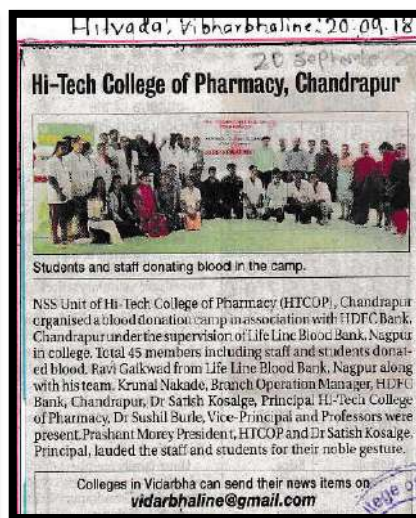 Hitvada, Vibharbhaline: 20.09.18
20 September
Hi-Tech College of Pharmacy, Chandrapur
Students and staff donating blood in the camp.
NSS Unit of Hi-Tech College of Pharmacy (HTCOP), Chandrapur
organised a blood donation camp in association with HDFC Bank,
Chandrapur under the supervision of Life Line Blood Bank, Nagpur
in college. Total 45 members including staff and students donat-
ed blood. Ravi Gaikwad from Life Line Blood Bank, Nagpur along
with his team, Krunal Nakade, Branch Operation Manager, HDFC
Bank, Chandrapur, Dr Satish Kosalge, Principal Hi-Tech College
of Pharmacy, Dr Sushil Burle, Vice-Principal and Professors were
present. Prashant Morey President, HTCOP and Dr Satish Kosalge,
Principal, lauded the staff and students for their noble gesture.
Colleges in Vidarbha can send their news items on
vidarbhaline@gmail.com